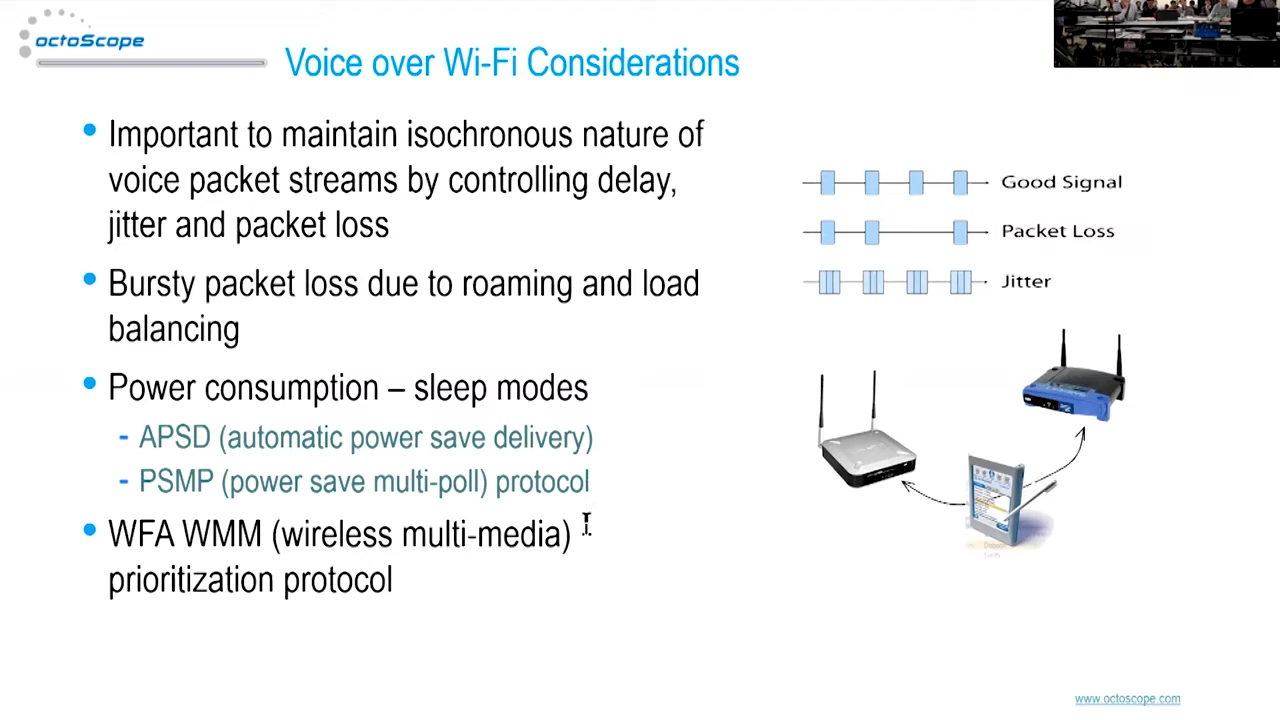 octoScope
Voice over Wi-Fi Considerations
• Important to maintain isochronous nature of
voice packet streams by controlling delay,
jitter and packet loss
• Bursty packet loss due to roaming and load
balancing
• Power consumption – sleep modes
- APSD (automatic power save delivery)
- PSMP (power save multi-poll) protocol
• WFA WMM (wireless multi-media)
prioritization protocol
Good Signal
Packet Loss
Jitter
www.octoscope.com